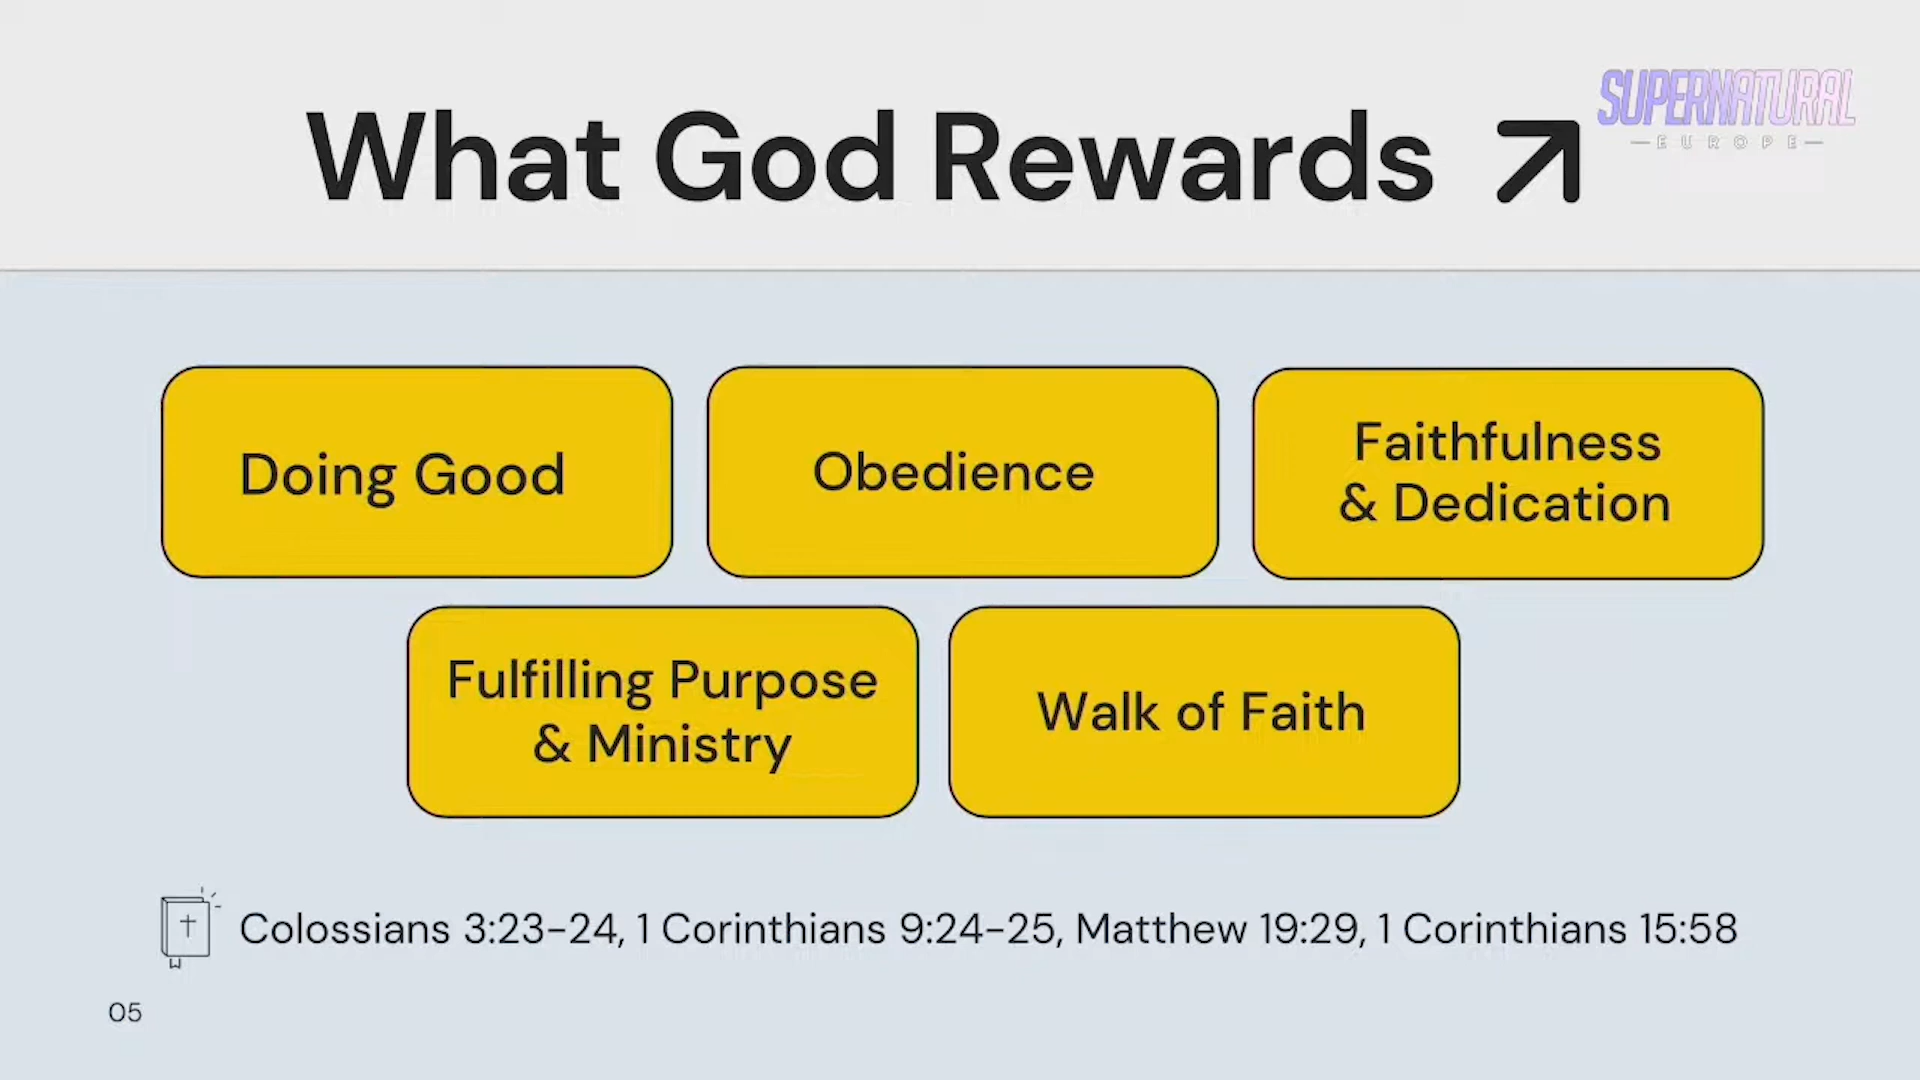 What God Rewards
SUPERNATURAL
EUROPE
Doing Good
Obedience
Faithfulness
& Dedication
Fulfilling Purpose
& Ministry
Walk of Faith
Colossians 3:23-24, 1 Corinthians 9:24-25, Matthew 19:29, 1 Corinthians 15:58
05